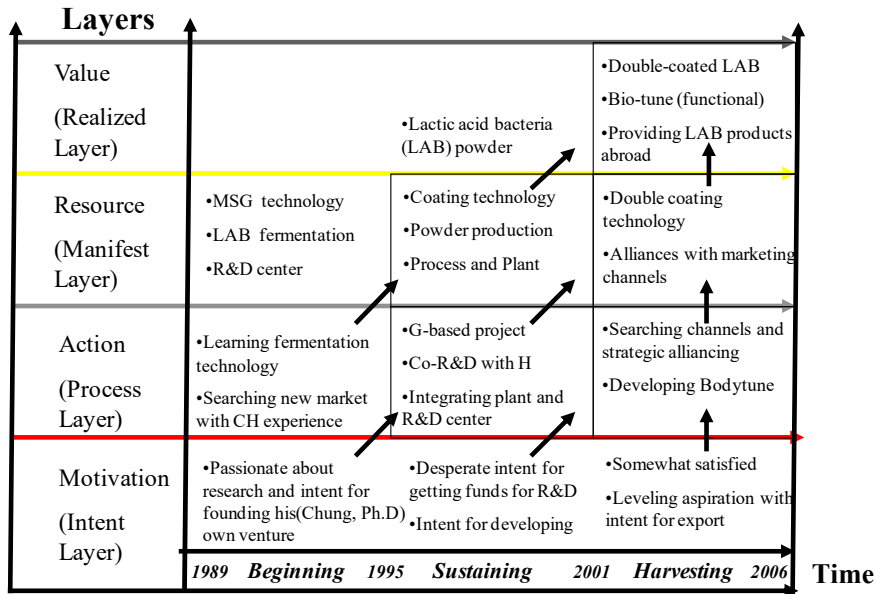 Layers
Value
(Realized
Layer)
•Lactic acid bacteria
(LAB) powder
•Double-coated LAB
•Bio-tune (functional)
•Providing LAB products
abroad
Resource
(Manifest
Layer)
•MSG technology
•LAB fermentation
•R&D center
•Coating technology
•Powder production
•Process and Plant
•Double coating
technology
•Alliances with marketing
channels
Action
(Process
Layer)
•Learning fermentation
technology
•Searching new market
with CH experience
•G-based project
•Co-R&D with H
•Integrating plant and
R&D center
•Searching channels and
strategic alliancing
•Developing Bodytune
Motivation
(Intent
Layer)
•Passionate about
research and intent for
founding his(Chung, Ph.D)
own venture
•Desperate intent for
getting funds for R&D
•Intent for developing
•Somewhat satisfied
•Leveling aspiration with
intent for export
1989 Beginning 1995 Sustaining 2001 Harvesting 2006 Time